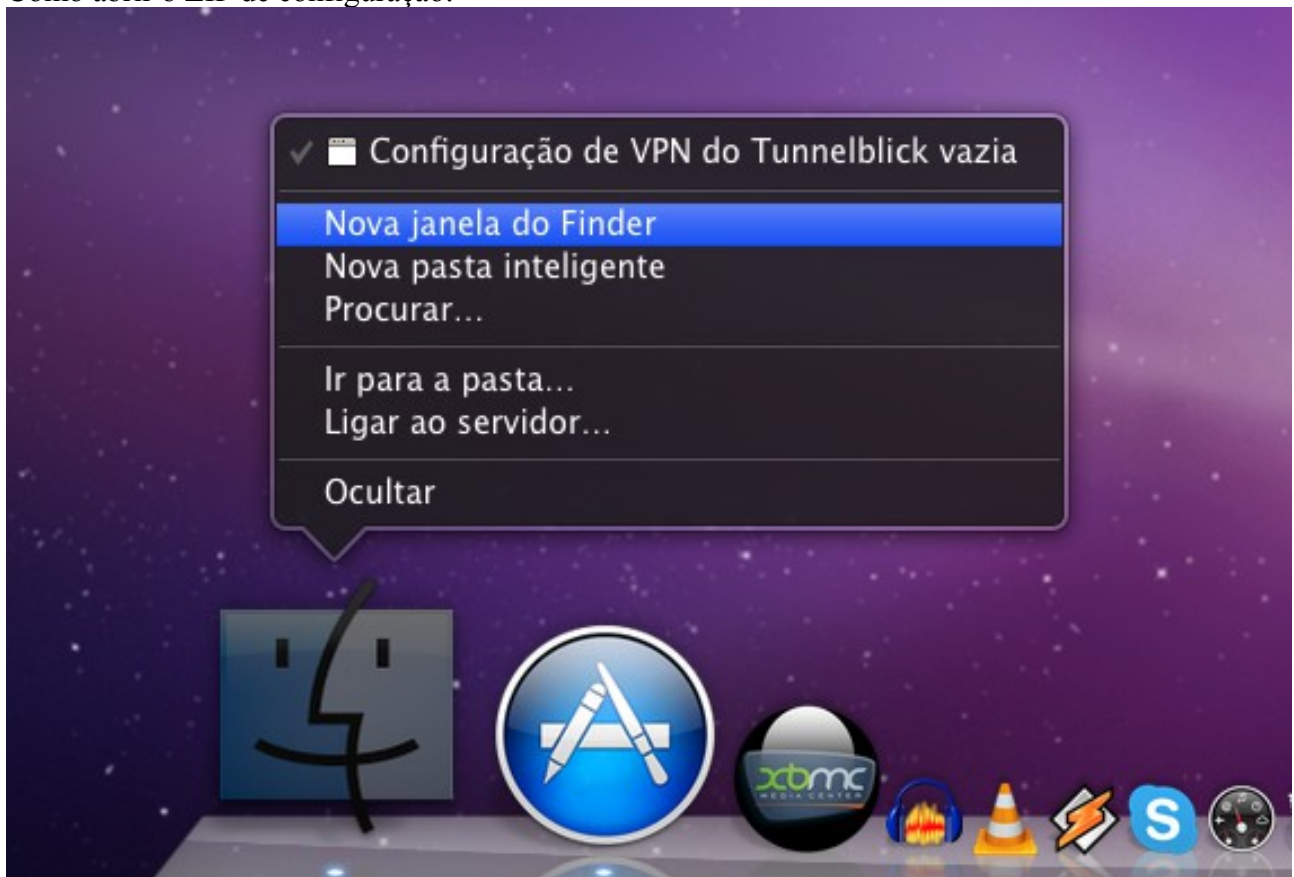 Como abrir o ZIP de configuração:
Configuração de VPN do Tunnelblick vazia
Nova janela do Finder
Nova pasta inteligente
Procurar…
Ir para a pasta…
Ligar ao servidor…
Ocultar
xbmc
MEDIA CENTER
S